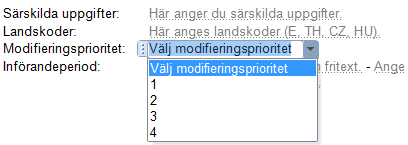 Särskilda uppgifter: Här anger du särskilda uppgifter.
Landskoder: Här anges landskoder (E, TH, CZ, HU).
Modifieringsprioritet: Välj modifieringsprioritet
Välj modifieringsprioritet
Införandeperiod: fritext. - Ange
1
2
3
4